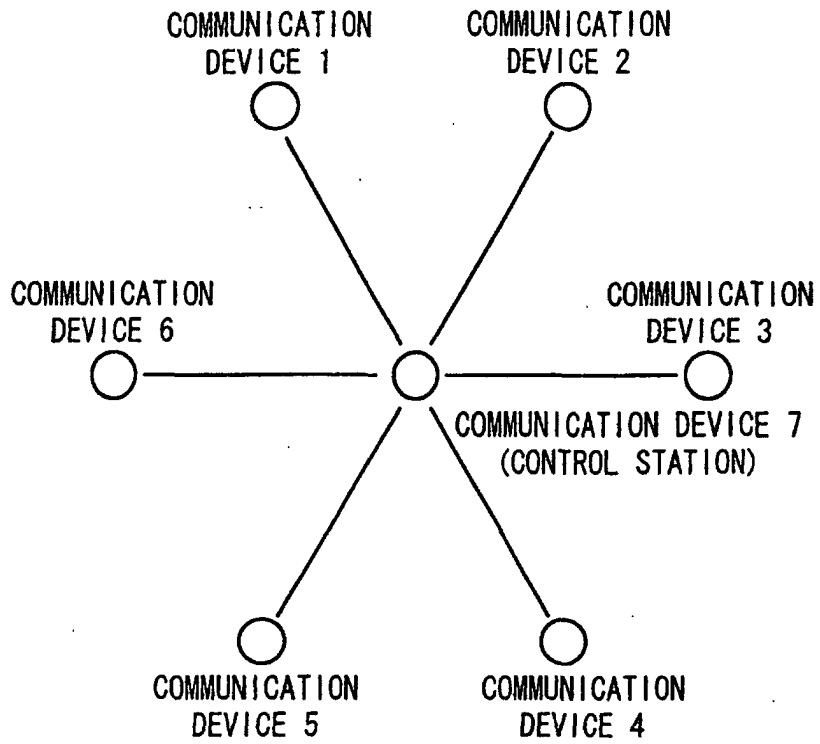 COMMUNICATION
DEVICE 1
COMMUNICATION
DEVICE 2
COMMUNICATION
DEVICE 6
COMMUNICATION
DEVICE 3
COMMUNICATION DEVICE 7
(CONTROL STATION)
COMMUNICATION
DEVICE 5
COMMUNICATION
DEVICE 4